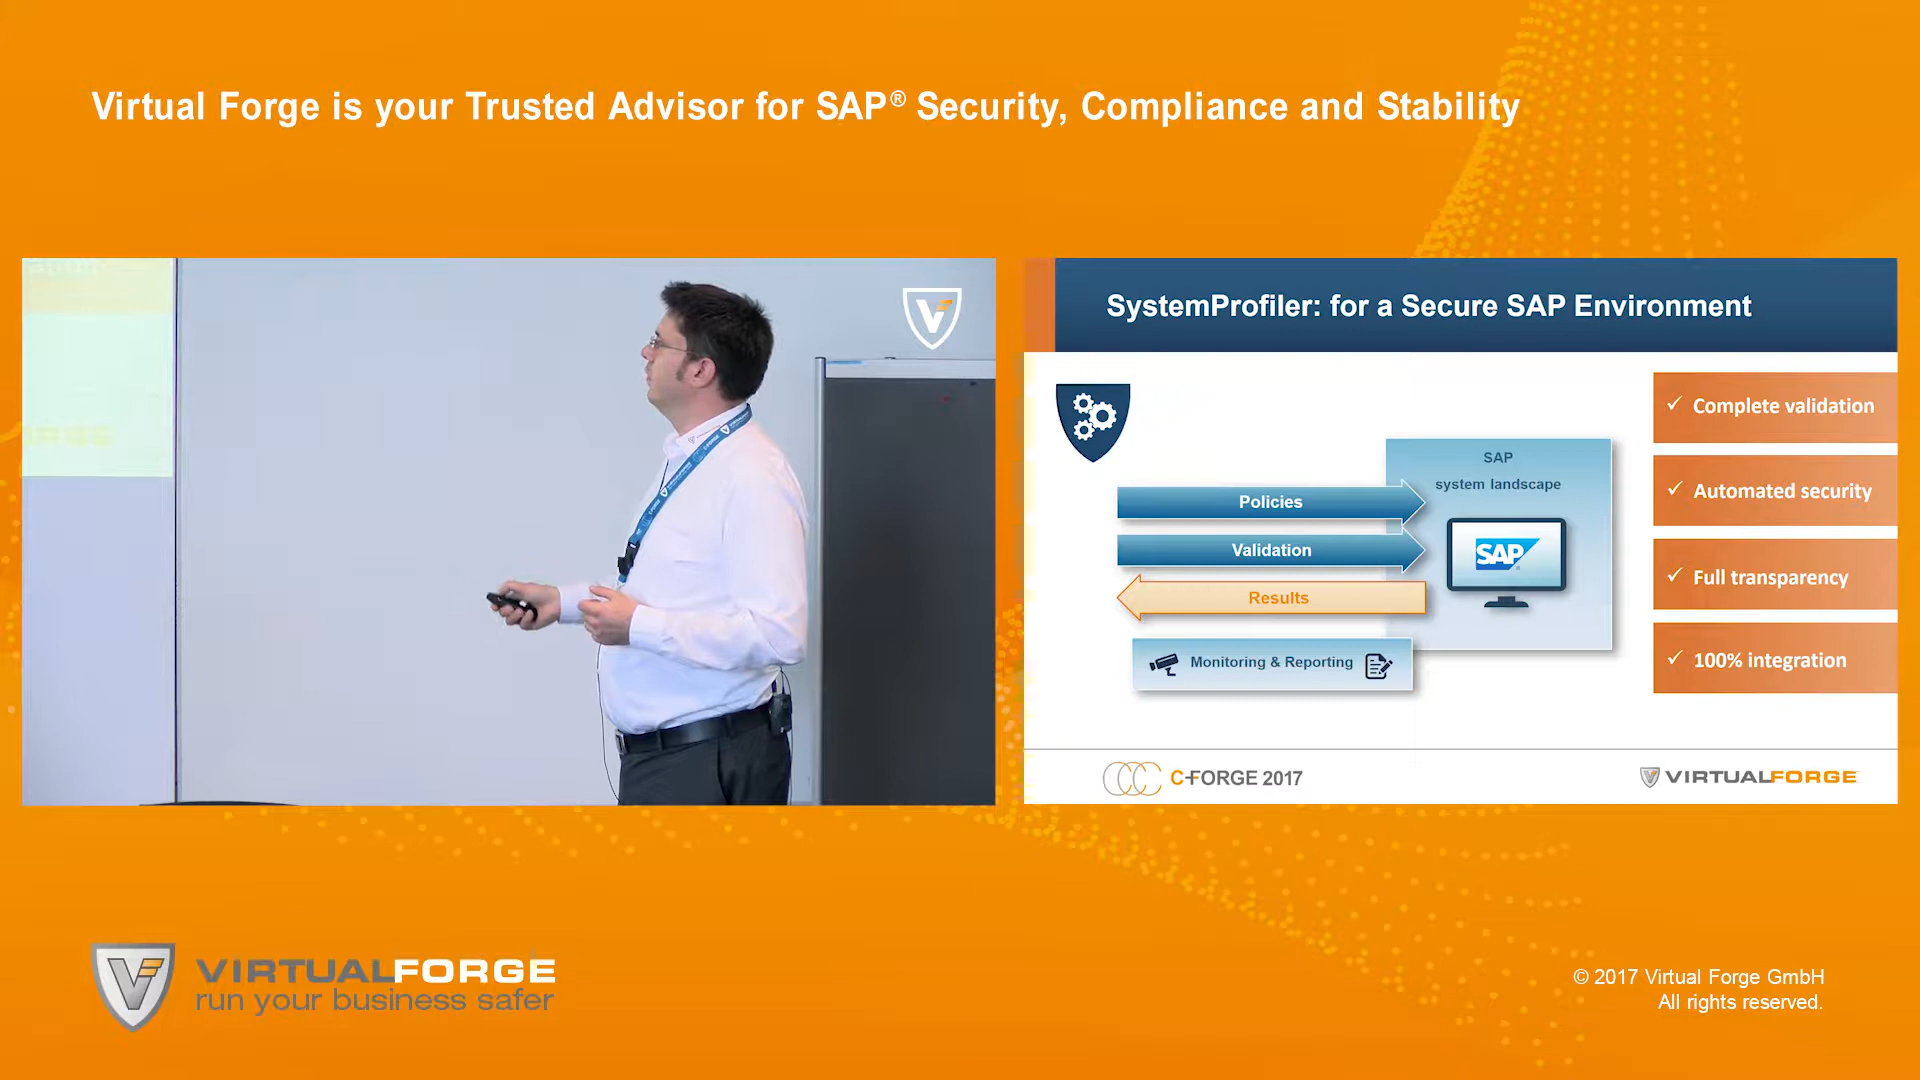 Virtual Forge is your Trusted Advisor for SAP® Security, Compliance and Stability
SystemProfiler: for a Secure SAP Environment
SAP
system landscape
Policies
Validation
Results
SAP
Monitoring & Reporting
✓ Complete validation
✓ Automated security
✓ Full transparency
✓ 100% integration
C-FORGE 2017
VIRTUALFORGE
VIRTUALFORGE
run your business safer
© 2017 Virtual Forge GmbH
All rights reserved.